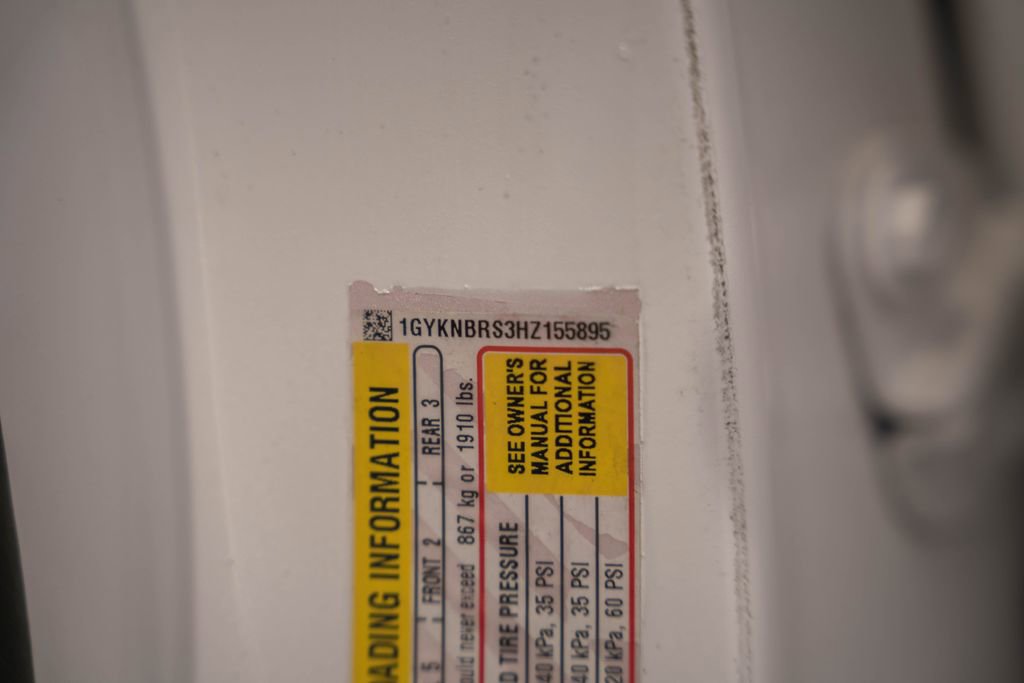 1GYKNBRS3HZ155895
ADING INFORMATION
5 FRONT 2 REAR 3
never exceed 867 kg or 1910 lbs.
TIRE PRESSURE
SEE OWNER'S
MANUAL FOR
ADDITIONAL
INFORMATION
40 kPa, 35 PSI
40 kPa, 35 PSI
20 kPa, 60 PSI